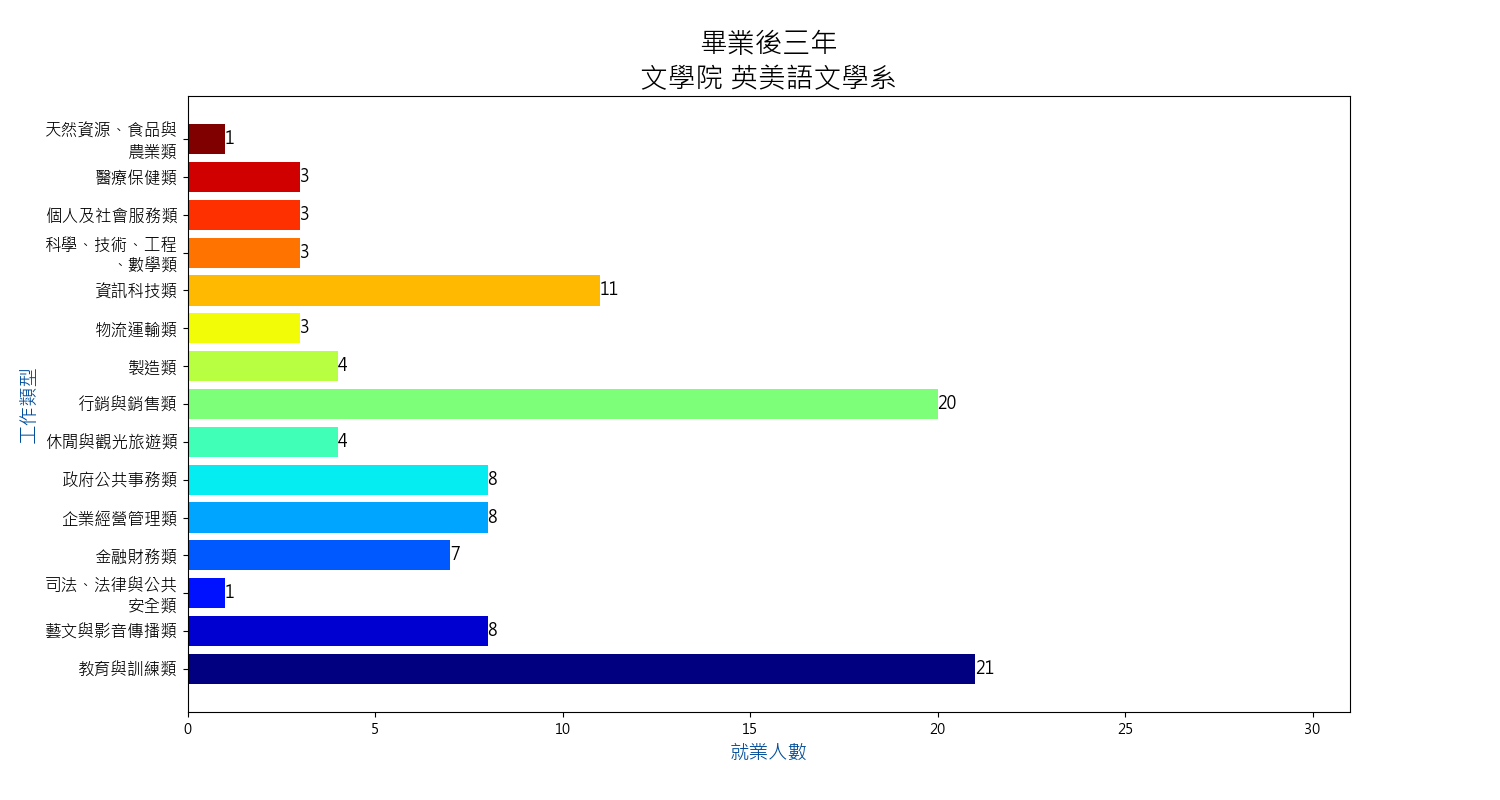 畢業後三年
文學院 英美語文學系
天然資源、食品與
農業類
1
醫療保健類
3
個人及社會服務類
3
科學、技術、工程
、數學類
3
資訊科技類
11
物流運輸類
3
製造類
4
行銷與銷售類
20
休閒與觀光旅遊類
4
政府公共事務類
8
企業經營管理類
8
金融財務類
7
司法、法律與公共
安全類
1
藝文與影音傳播類
8
教育與訓練類
21
工作類型
0 5 10 15 20 25 30
就業人數